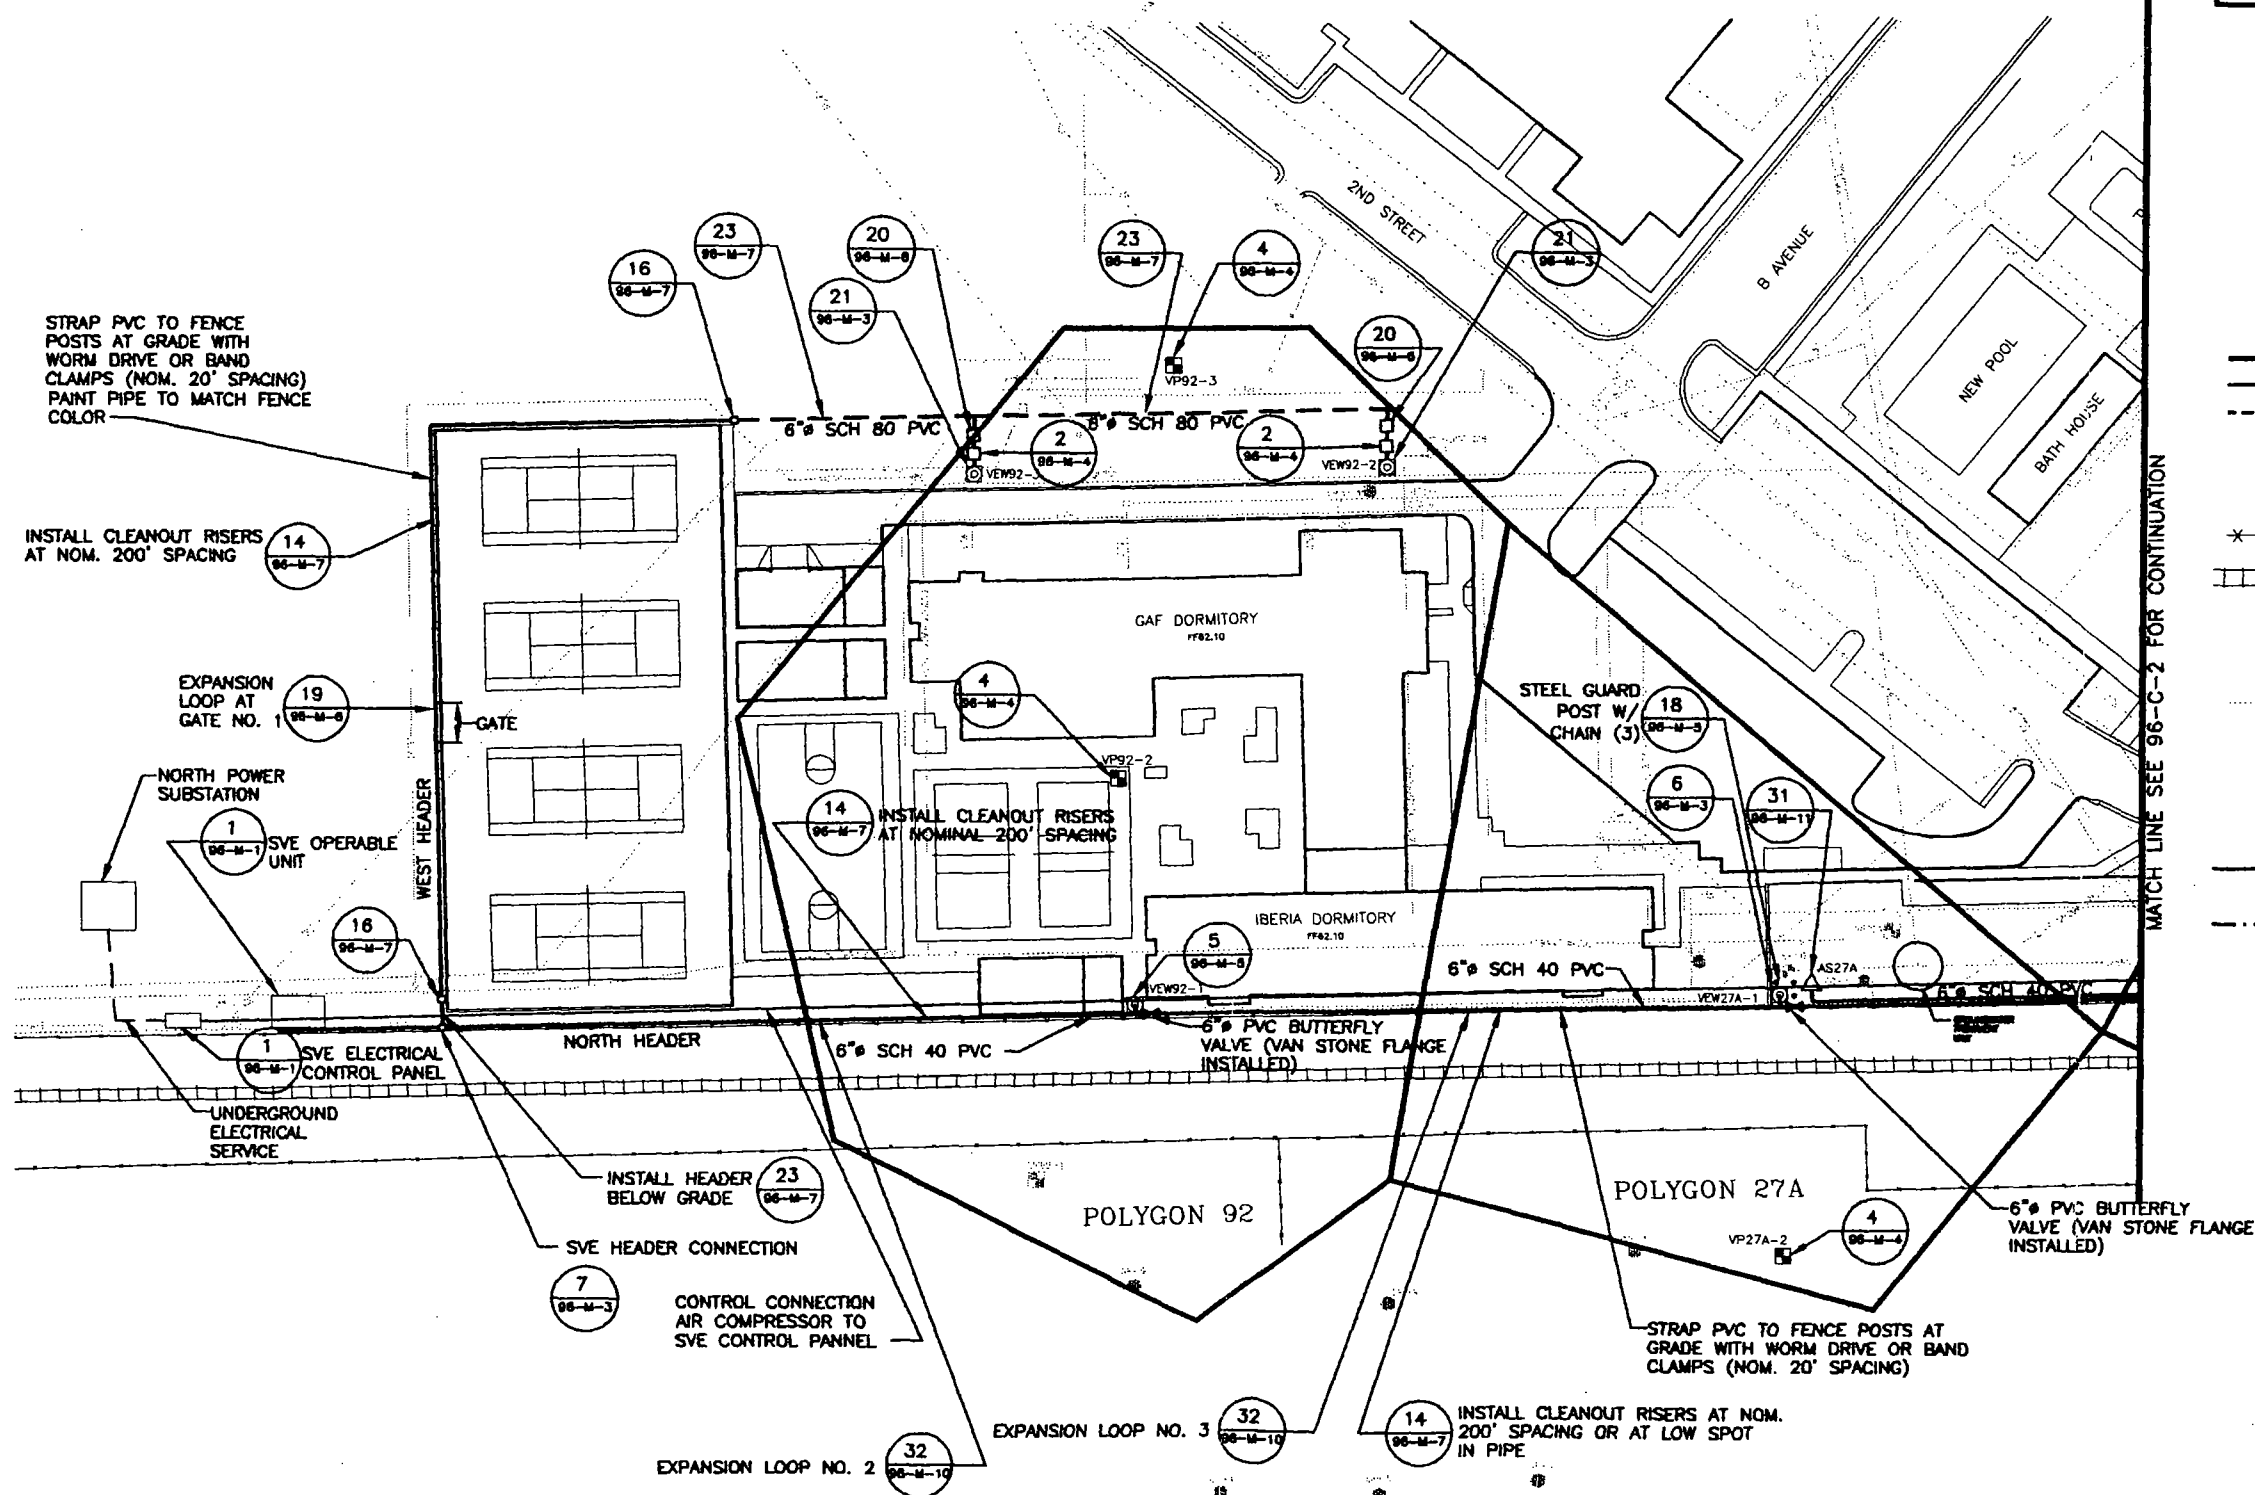 2ND STREET
B AVENUE
NEW POOL
BATH HOUSE
MATCH LINE SEE 96-C-2 FOR CONTINUATION
23
96-M-7
20
96-M-6
23
96-M-7
4
96-M-4
21
96-M-3
16
96-M-7
21
96-M-3
20
96-M-6
STRAP PVC TO FENCE
POSTS AT GRADE WITH
WORM DRIVE OR BAND
CLAMPS (NOM. 20' SPACING)
PAINT PIPE TO MATCH FENCE
COLOR
VP92-3
6"ø SCH 80 PVC
6"ø SCH 80 PVC
2
96-M-4
2
96-M-4
VEW92-3
VEW92-2
INSTALL CLEANOUT RISERS
AT NOM. 200' SPACING
14
96-M-7
GAF DORMITORY
FF82.10
EXPANSION
LOOP AT
GATE NO. 1
19
96-M-6
GATE
4
96-M-4
STEEL GUARD
POST W/
CHAIN (3)
18
96-M-5
VP92-2
NORTH POWER
SUBSTATION
WEST HEADER
14
96-M-7
INSTALL CLEANOUT RISERS
AT NOMINAL 200' SPACING
6
96-M-3
31
96-M-11
1
96-M-1
SVE OPERABLE
UNIT
16
96-M-7
IBERIA DORMITORY
FF82.10
5
96-M-5
6"ø SCH 40 PVC
AS27A
VEW92-1
VEW27A-1
6"ø SCH 40 PVC
1
96-M-1
SVE ELECTRICAL
CONTROL PANEL
NORTH HEADER
6"ø SCH 40 PVC
6"ø PVC BUTTERFLY
VALVE (VAN STONE FLANGE
INSTALLED)
UNDERGROUND
ELECTRICAL
SERVICE
INSTALL HEADER
BELOW GRADE
23
96-M-7
POLYGON 92
POLYGON 27A
VP27A-2
4
96-M-4
6"ø PVC BUTTERFLY
VALVE (VAN STONE FLANGE
INSTALLED)
SVE HEADER CONNECTION
7
96-M-3
CONTROL CONNECTION
AIR COMPRESSOR TO
SVE CONTROL PANNEL
STRAP PVC TO FENCE POSTS AT
GRADE WITH WORM DRIVE OR BAND
CLAMPS (NOM. 20' SPACING)
EXPANSION LOOP NO. 3
32
96-M-10
14
96-M-7
INSTALL CLEANOUT RISERS AT NOM.
200' SPACING OR AT LOW SPOT
IN PIPE
EXPANSION LOOP NO. 2
32
96-M-10